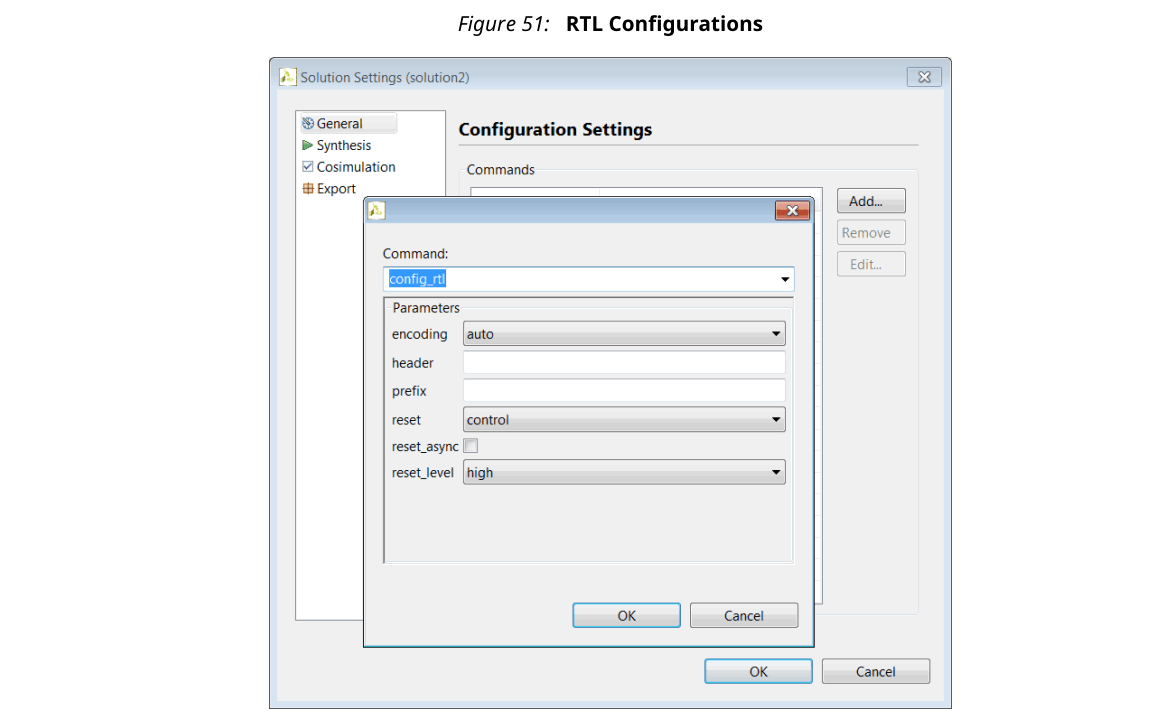 Figure 51: RTL Configurations
Solution Settings (solution2)
General
Synthesis
Cosimulation
Export
Configuration Settings
Commands
Add...
Remove
Edit...
Command:
config_rtl
Parameters
encoding auto
header
prefix
reset control
reset_async
reset_level high
OK Cancel
OK Cancel